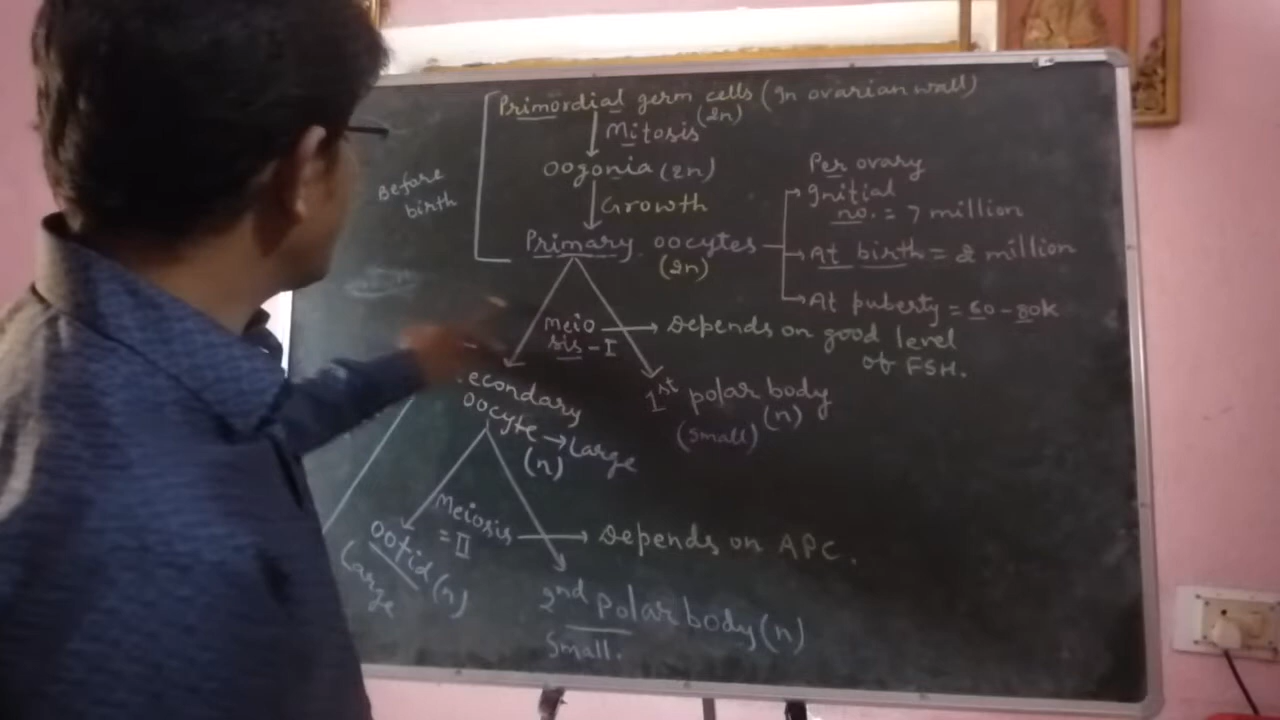 Primordial germ cells (In ovarian wall)
(2n)
Mitosis
Oogonia (2n)
Growth
Before
birth
Primary oocytes
(2n)
Per ovary
Initial
no. = 7 million
At birth = 2 million
At puberty = 60-80K
Meio
sis-I
Depends on good level
of FSH.
econdary
oocyte → Large
(n)
1st polar body
(n)
(small)
Meiosis
=II
Depends on APC.
Ootid (n)
Large
2nd polar body (n)
Small.